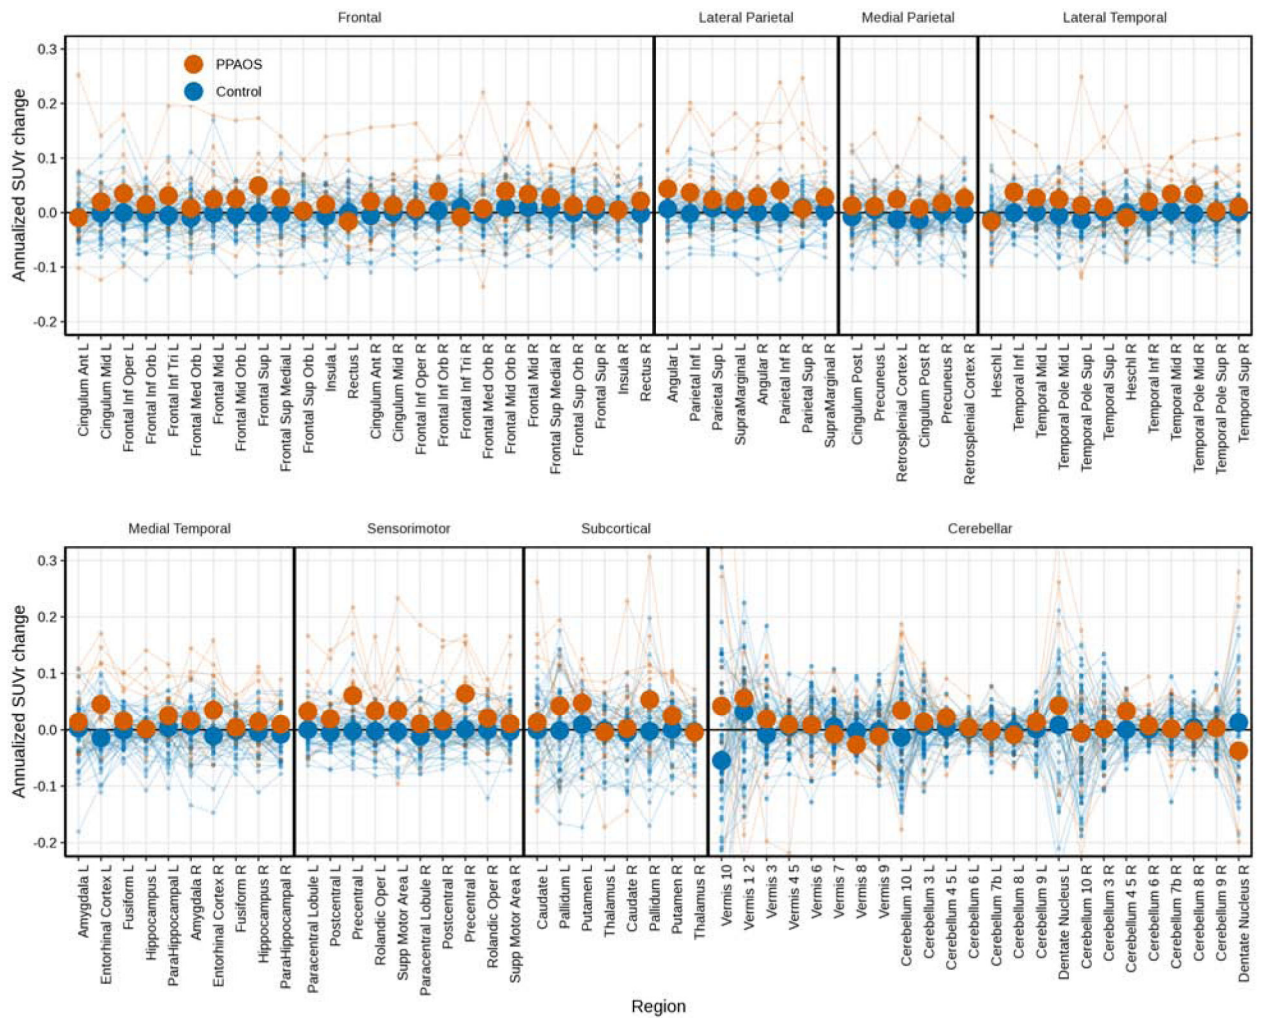 Frontal
Lateral Parietal
Medial Parietal
Lateral Temporal
Annualized SUVr change
0.3
0.2
0.1
0.0
-0.1
-0.2
PPAOS
Control
Cingulum Ant L
Cingulum Mid L
Frontal Inf Oper L
Frontal Inf Orb L
Frontal Inf Tri L
Frontal Med Orb L
Frontal Mid L
Frontal Mid Orb L
Frontal Sup L
Frontal Sup Medial L
Frontal Sup Orb L
Insula L
Rectus L
Cingulum Ant R
Cingulum Mid R
Frontal Inf Oper R
Frontal Inf Orb R
Frontal Inf Tri R
Frontal Med Orb R
Frontal Mid Orb R
Frontal Mid R
Frontal Sup Medial R
Frontal Sup Orb R
Frontal Sup R
Insula R
Rectus R
Angular L
Parietal Inf L
Parietal Sup L
SupraMarginal L
Angular R
Parietal Inf R
Parietal Sup R
SupraMarginal R
Cingulum Post L
Precuneus L
Retrosplenial Cortex L
Cingulum Post R
Precuneus R
Retrosplenial Cortex R
Heschl L
Temporal Inf L
Temporal Mid L
Temporal Pole Mid L
Temporal Pole Sup L
Temporal Sup L
Heschl R
Temporal Inf R
Temporal Mid R
Temporal Pole Mid R
Temporal Pole Sup R
Temporal Sup R
Medial Temporal
Sensorimotor
Subcortical
Cerebellar
Annualized SUVr change
0.3
0.2
0.1
0.0
-0.1
-0.2
Amygdala L
Entorhinal Cortex L
Fusiform L
Hippocampus L
ParaHippocampal L
Amygdala R
Entorhinal Cortex R
Fusiform R
Hippocampus R
ParaHippocampal R
Paracentral Lobule L
Postcentral L
Precentral L
Rolandic Oper L
Supp Motor Area L
Paracentral Lobule R
Postcentral R
Precentral R
Rolandic Oper R
Supp Motor Area R
Caudate L
Pallidum L
Putamen L
Thalamus L
Caudate R
Pallidum R
Putamen R
Thalamus R
Vermis 10
Vermis 1 2
Vermis 3
Vermis 4 5
Vermis 6
Vermis 7
Vermis 8
Vermis 9
Cerebellum 10 L
Cerebellum 3 L
Cerebellum 4 5 L
Cerebellum 6 L
Cerebellum 7b L
Cerebellum 8 L
Cerebellum 9 L
Dentate Nucleus L
Cerebellum 10 R
Cerebellum 3 R
Cerebellum 4 5 R
Cerebellum 6 R
Cerebellum 7b R
Cerebellum 8 R
Cerebellum 9 R
Dentate Nucleus R
Region